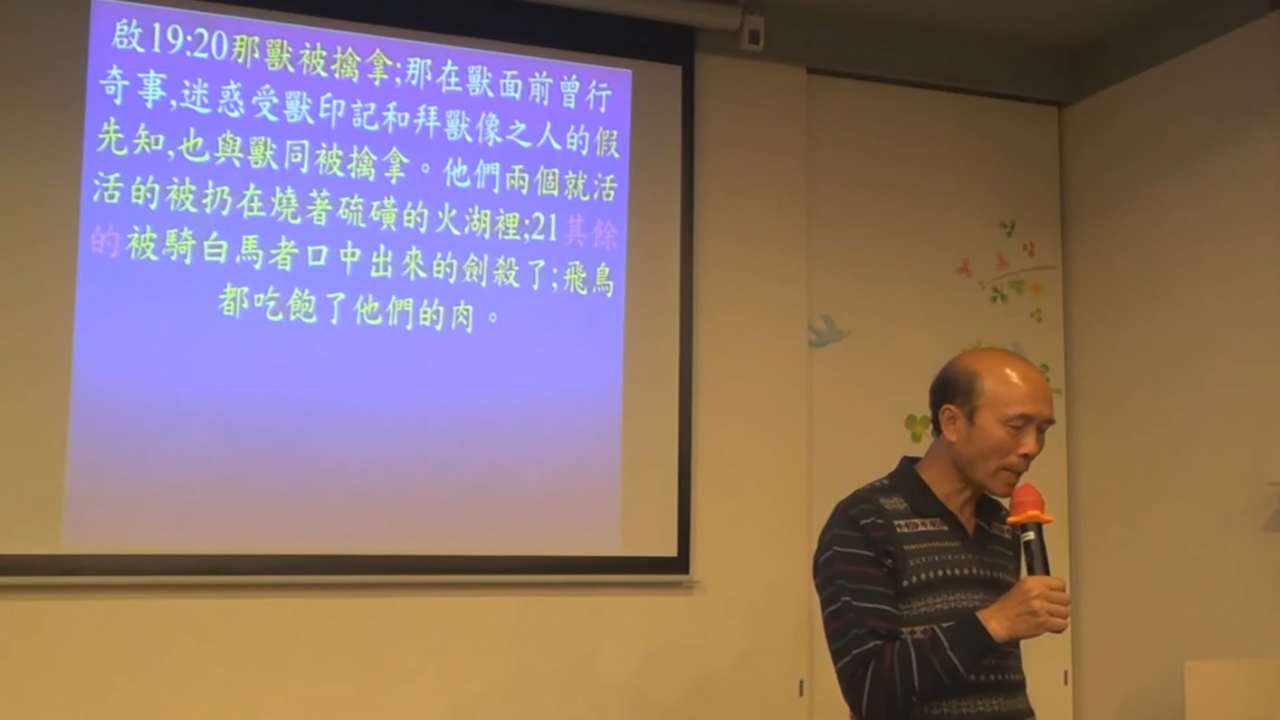 啟19:20那獸被擒拿;那在獸面前曾行
奇事,迷惑受獸印記和拜獸像之人的假
先知,也與獸同被擒拿。他們兩個就活
活的被扔在燒著硫磺的火湖裡;21其餘
的被騎白馬者口中出來的劍殺了;飛鳥
都吃飽了他們的肉。